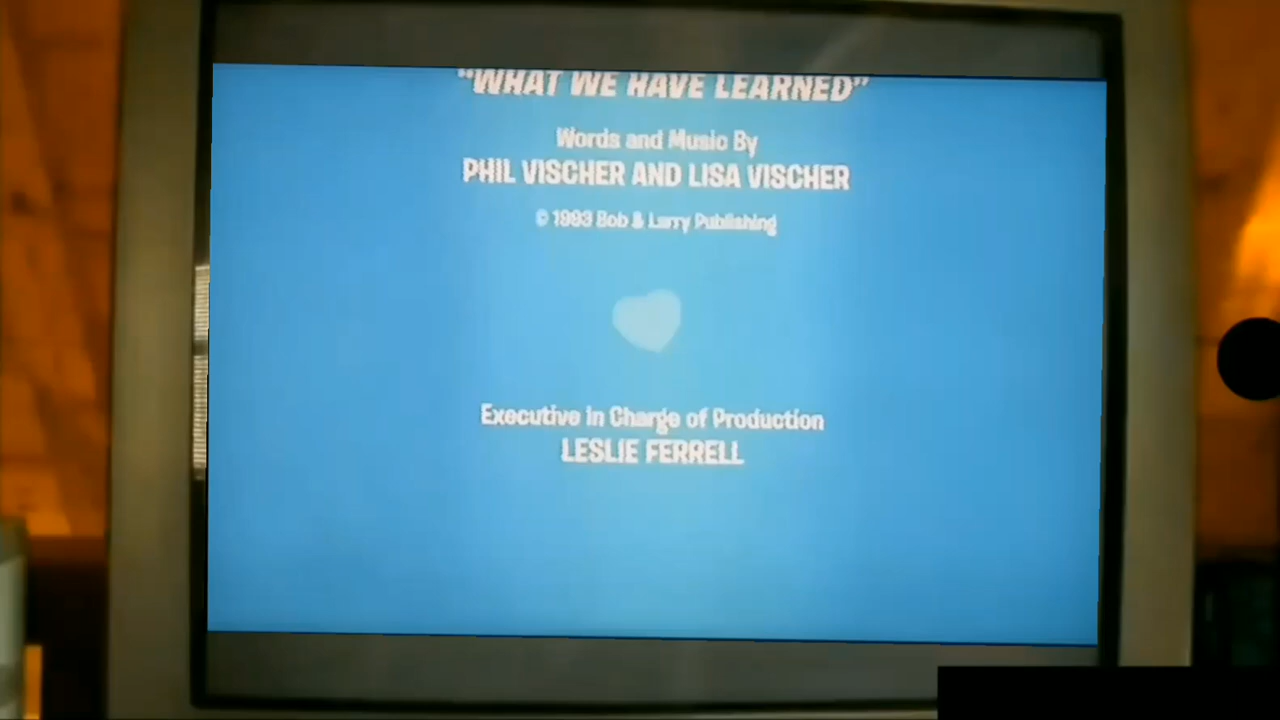 "WHAT WE HAVE LEARNED"
Words and Music By
PHIL VISCHER AND LISA VISCHER
© 1993 Bob & Larry Publishing
Executive in Charge of Production
LESLIE FERRELL